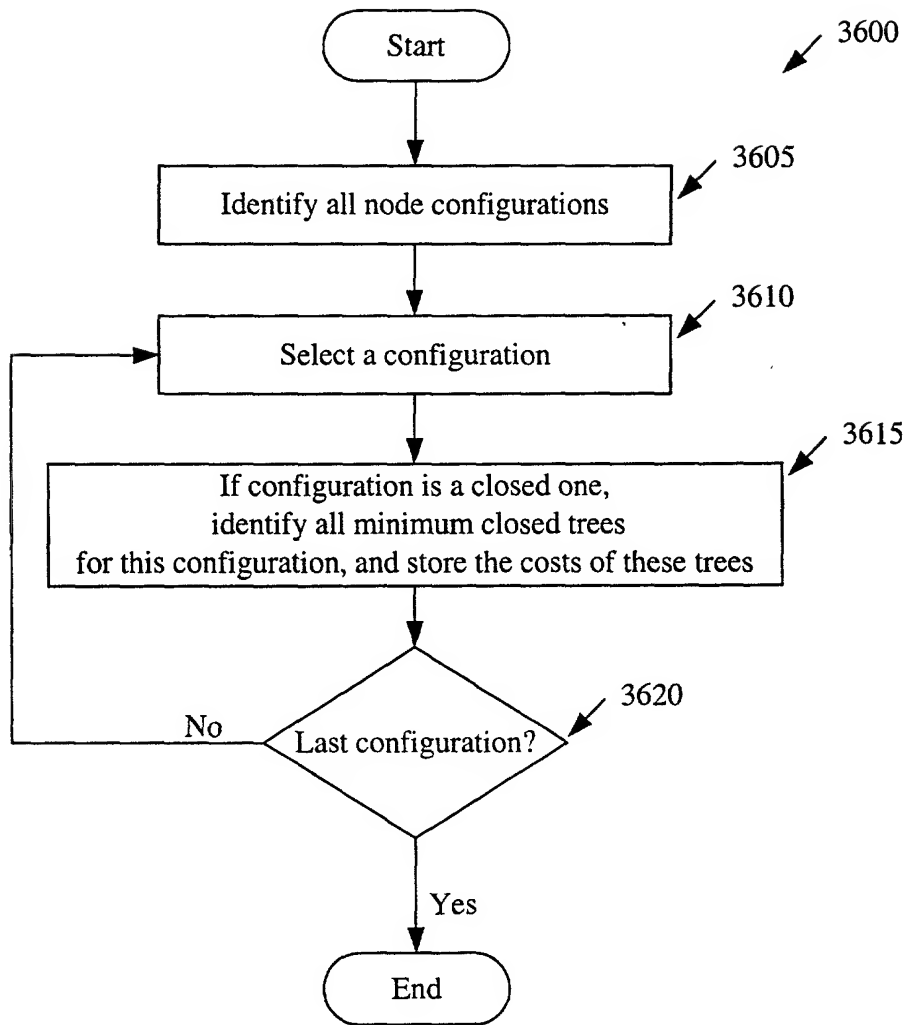 Start
3600
3605
Identify all node configurations
3610
Select a configuration
3615
If configuration is a closed one,
identify all minimum closed trees
for this configuration, and store the costs of these trees
3620
No
Last configuration?
Yes
End